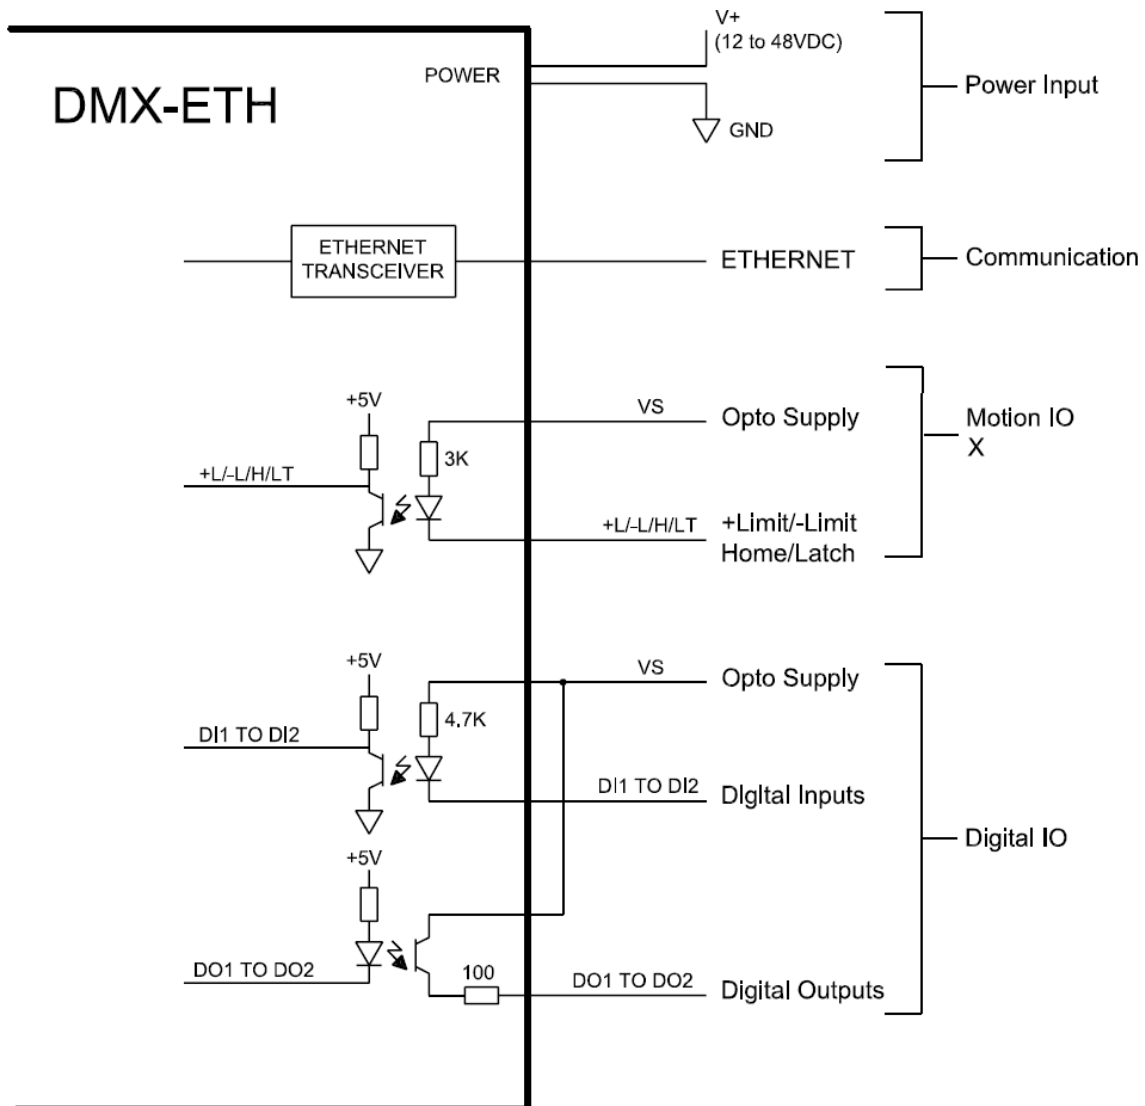 DMX-ETH
POWER
V+
(12 to 48VDC)
GND
Power Input
ETHERNET
TRANSCEIVER
ETHERNET
Communication
+5V
+L/-L/H/LT
3K
VS
Opto Supply
+L/-L/H/LT
+Limit/-Limit
Home/Latch
Motion IO
X
+5V
DI1 TO DI2
4.7K
VS
Opto Supply
DI1 TO DI2
Digital Inputs
+5V
DO1 TO DO2
100
DO1 TO DO2
Digital Outputs
Digital IO